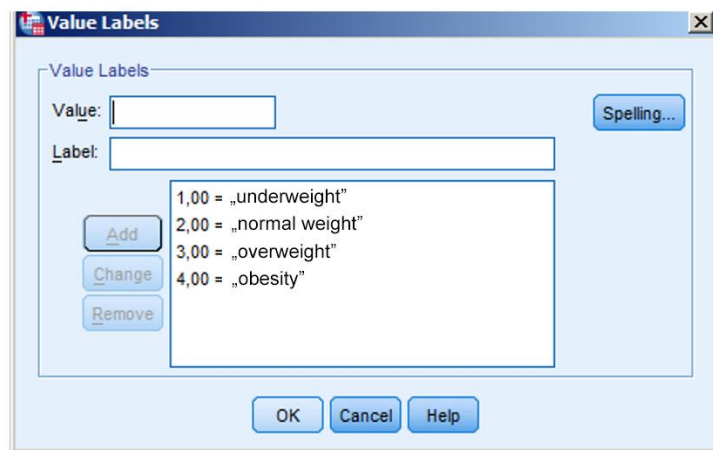 Value Labels
Value Labels
Value:
Spelling...
Label:
1,00 = „underweight”
2,00 = „normal weight”
3,00 = „overweight”
4,00 = „obesity”
Add
Change
Remove
OK Cancel Help